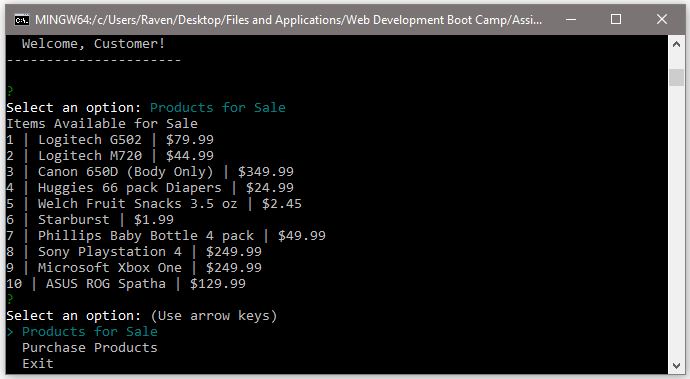 MINGW64:/c/Users/Raven/Desktop/Files and Applications/Web Development Boot Camp/Assi...
Welcome, Customer!
----------------------
?
Select an option: Products for Sale
Items Available for Sale
1 | Logitech G502 | $79.99
2 | Logitech M720 | $44.99
3 | Canon 650D (Body Only) | $349.99
4 | Huggies 66 pack Diapers | $24.99
5 | Welch Fruit Snacks 3.5 oz | $2.45
6 | Starburst | $1.99
7 | Phillips Baby Bottle 4 pack | $49.99
8 | Sony Playstation 4 | $249.99
9 | Microsoft Xbox One | $249.99
10 | ASUS ROG Spatha | $129.99
?
Select an option: (Use arrow keys)
> Products for Sale
Purchase Products
Exit